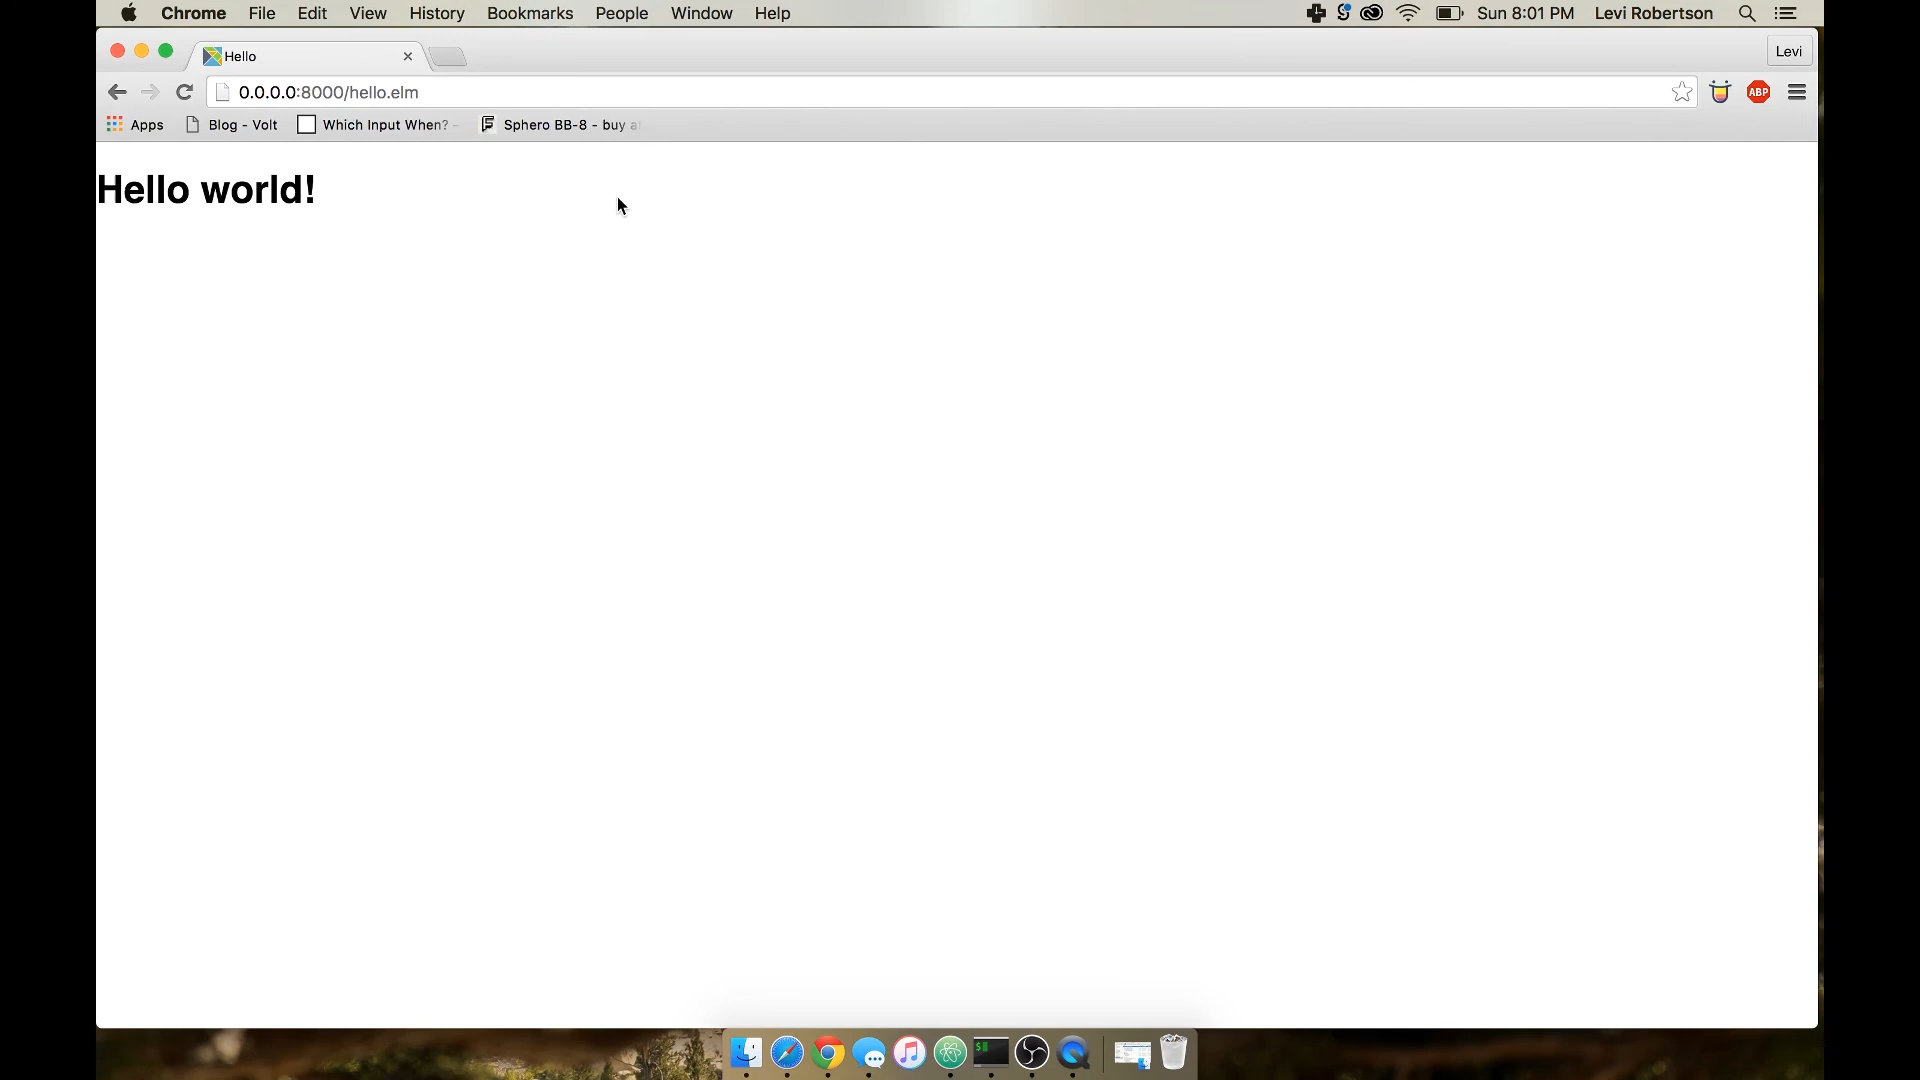 Chrome File Edit View History Bookmarks People Window Help Sun 8:01 PM Levi Robertson
Hello Levi
0.0.0.0:8000/hello.elm ABP
Apps Blog - Volt Which Input When? - Sphero BB-8 - buy a
Hello world!
$